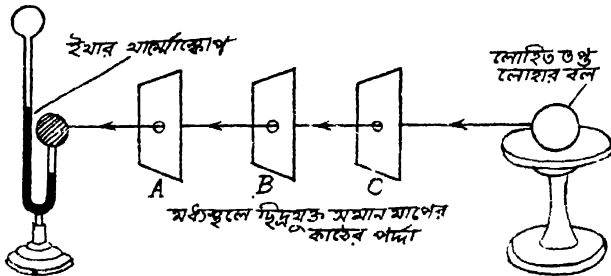 ইথার থার্মোস্কোপ
লোহিত তপ্ত
লোহার বল
A B C
মধ্যস্থলে ছিদ্রযুক্ত সমান মাপের
কাঠের পর্দ্দা